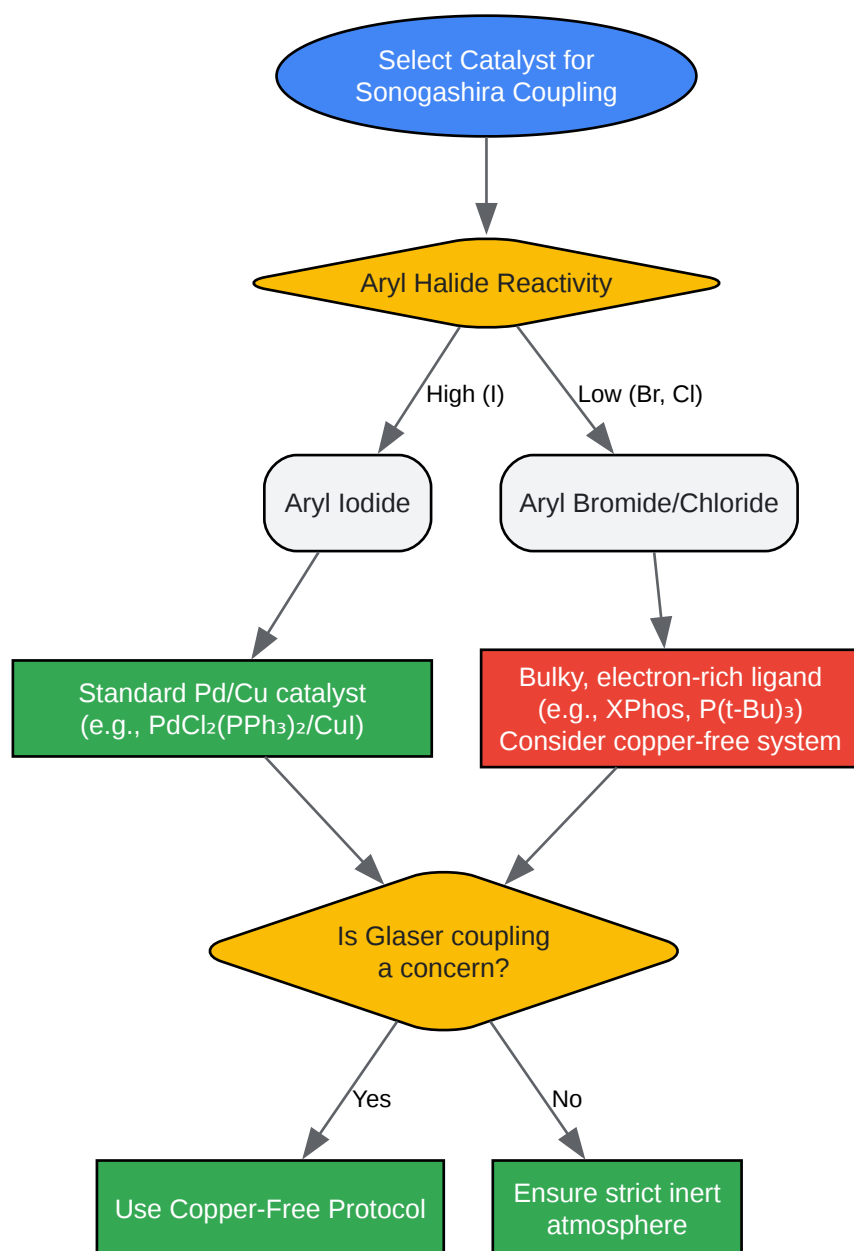 Select Catalyst for
Sonogashira Coupling
Aryl Halide Reactivity
High (I)
Low (Br, Cl)
Aryl Iodide
Aryl Bromide/Chloride
Standard Pd/Cu catalyst
(e.g., PdCl₂(PPh₃)₂/CuI)
Bulky, electron-rich ligand
(e.g., XPhos, P(t-Bu)₃)
Consider copper-free system
Is Glaser coupling
a concern?
Yes
No
Use Copper-Free Protocol
Ensure strict inert
atmosphere